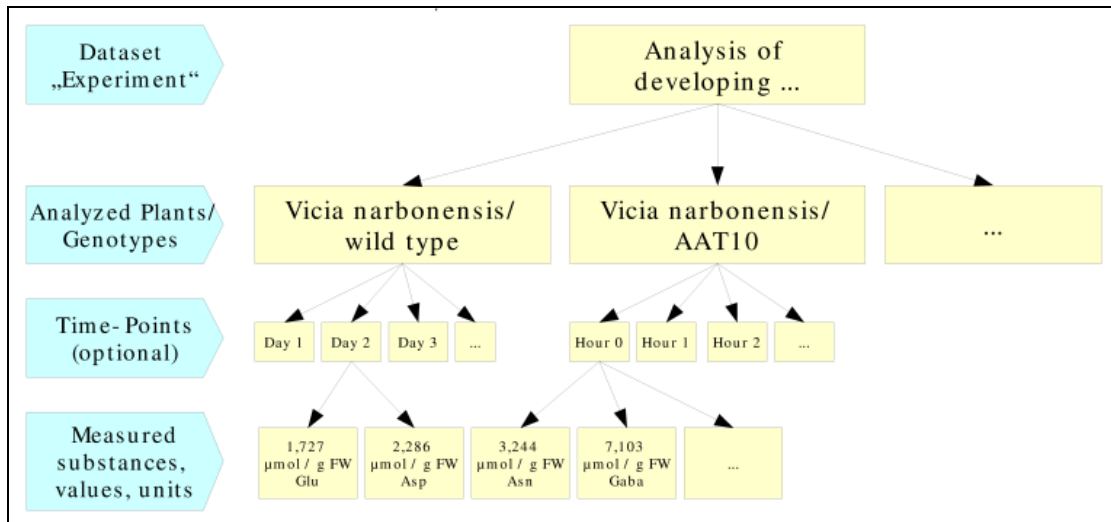 Dataset
„Experiment“
Analysis of
developing ...
Analyzed Plants/
Genotypes
Vicia narbonensis/
wild type
Vicia narbonensis/
AAT10
...
Time-Points
(optional)
Day 1
Day 2
Day 3
...
Hour 0
Hour 1
Hour 2
...
Measured
substances,
values, units
1,727
µmol / g FW
Glu
2,286
µmol / g FW
Asp
3,244
µmol / g FW
Asn
7,103
µmol / g FW
Gaba
...